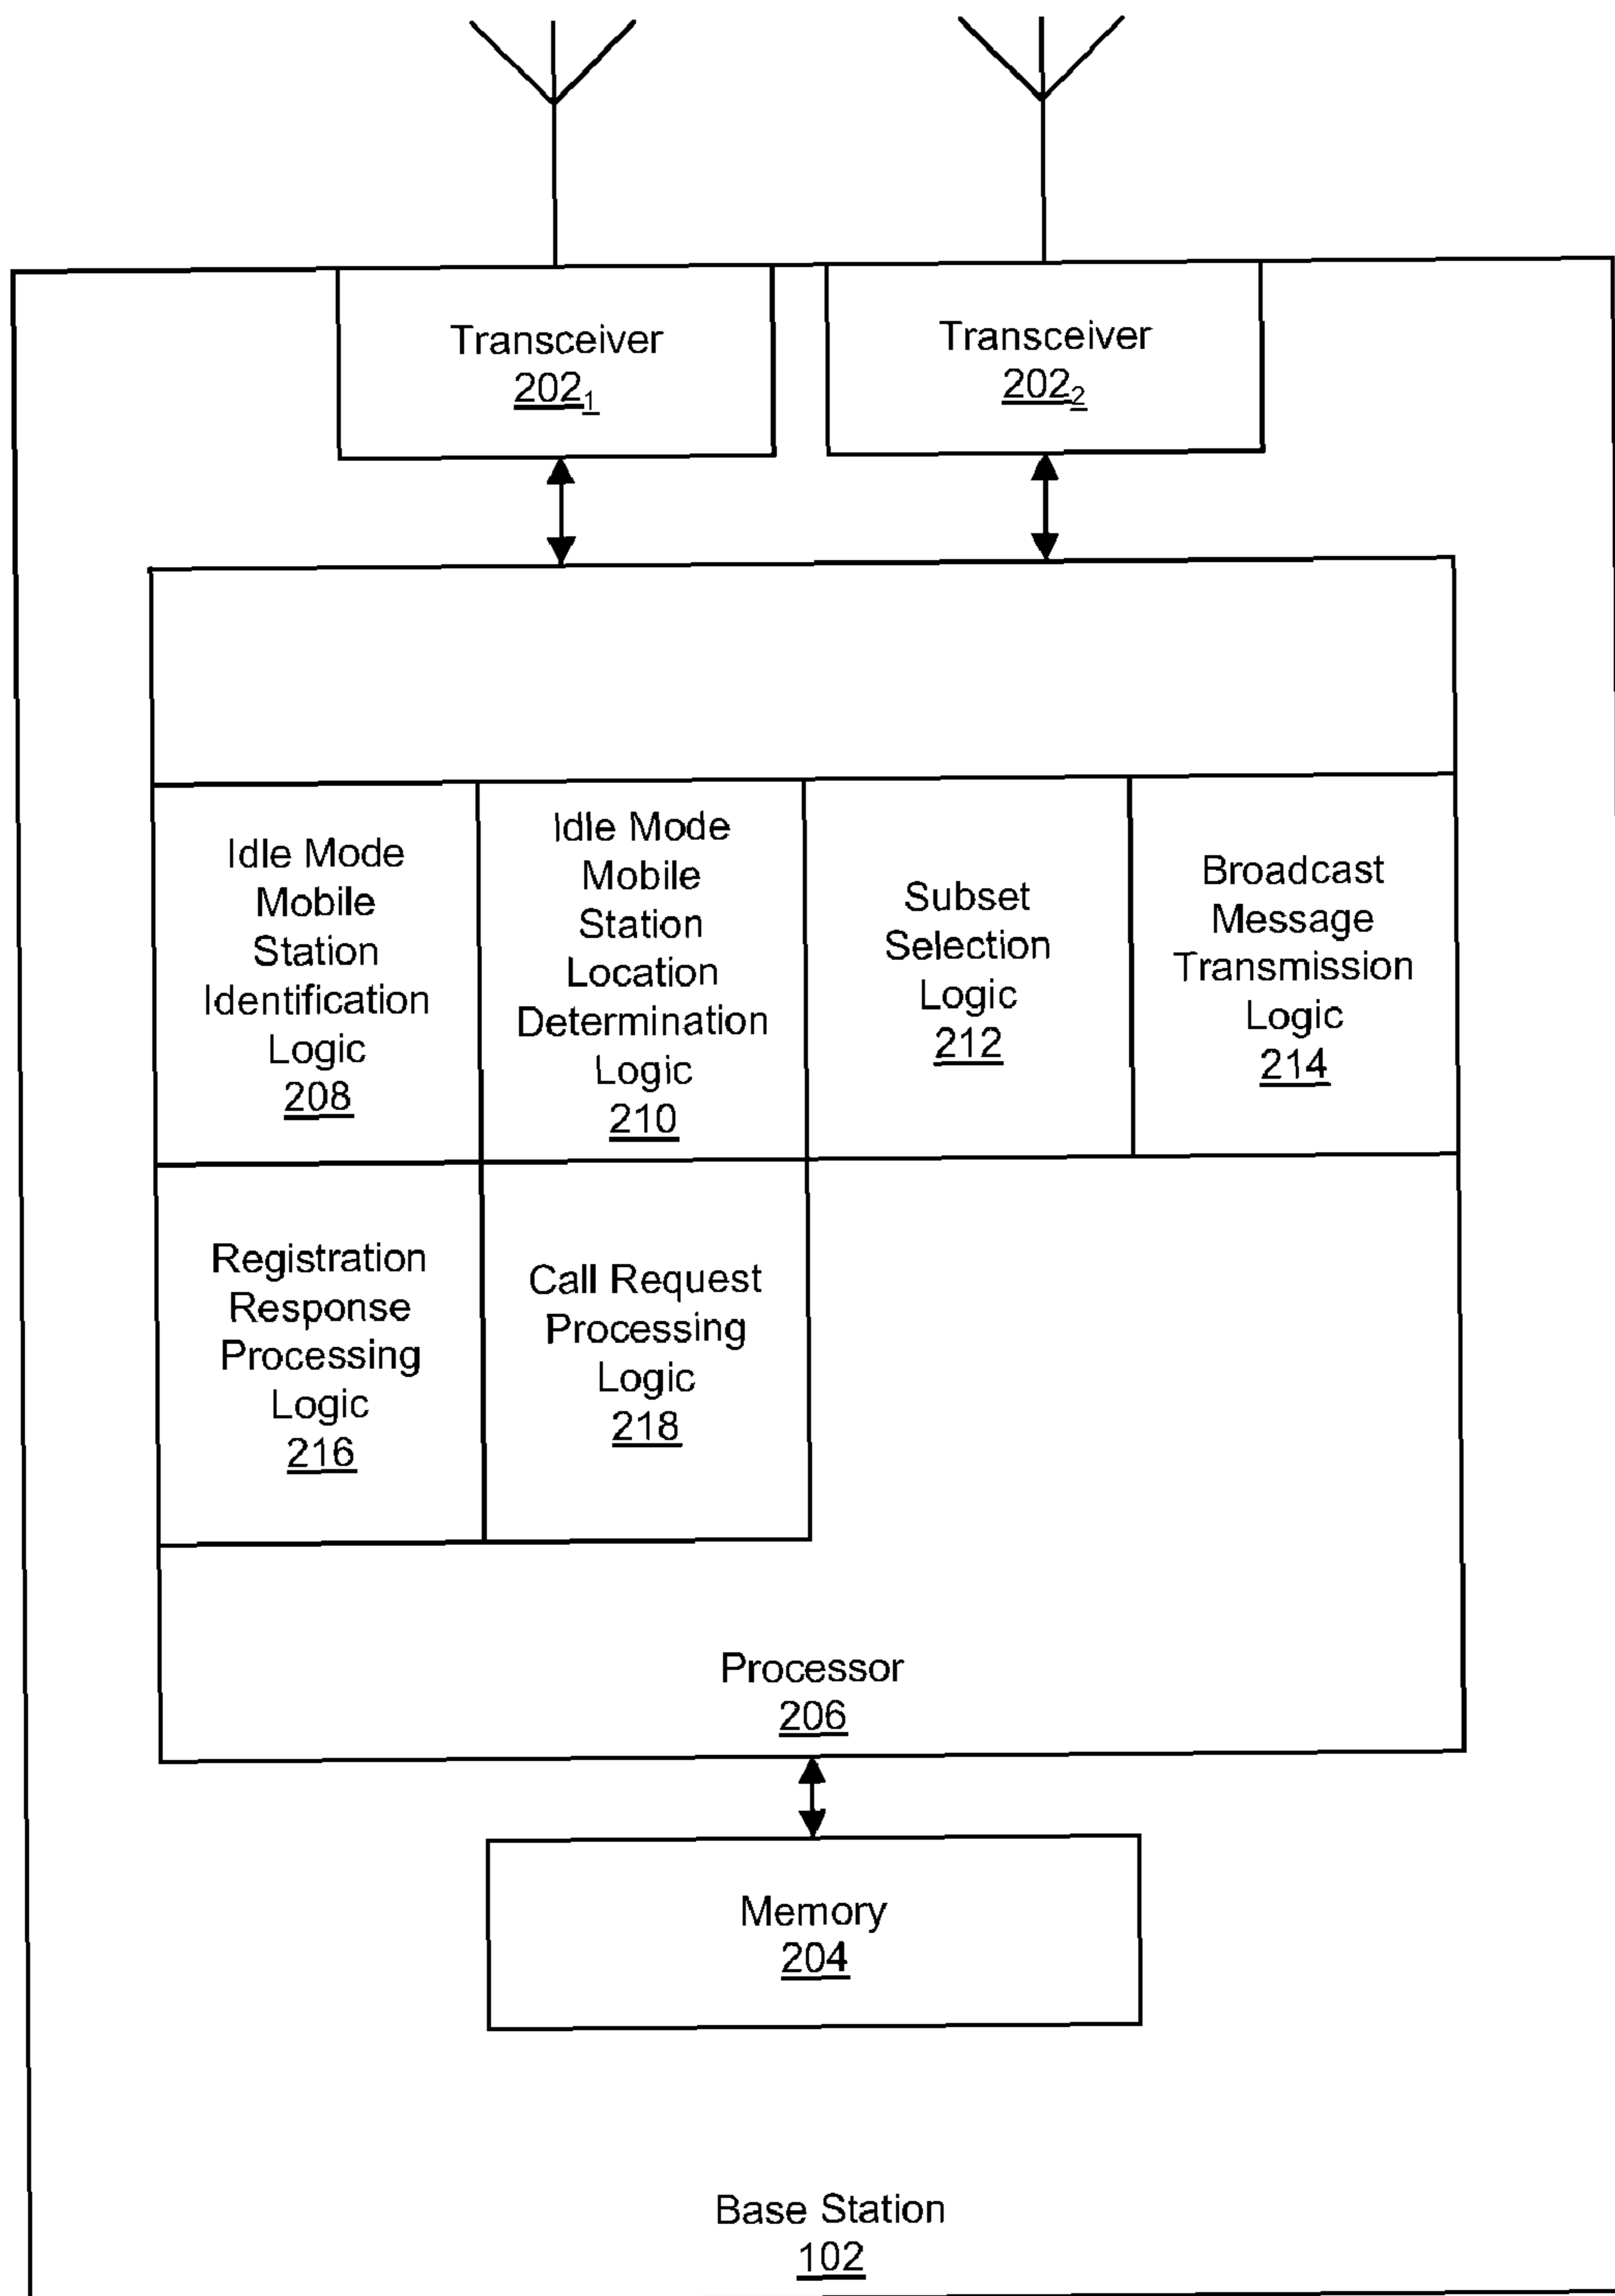 Transceiver
202₁
Transceiver
202₂
Idle Mode
Mobile
Station
Identification
Logic
208
Idle Mode
Mobile
Station
Location
Determination
Logic
210
Subset
Selection
Logic
212
Broadcast
Message
Transmission
Logic
214
Registration
Response
Processing
Logic
216
Call Request
Processing
Logic
218
Processor
206
Memory
204
Base Station
102